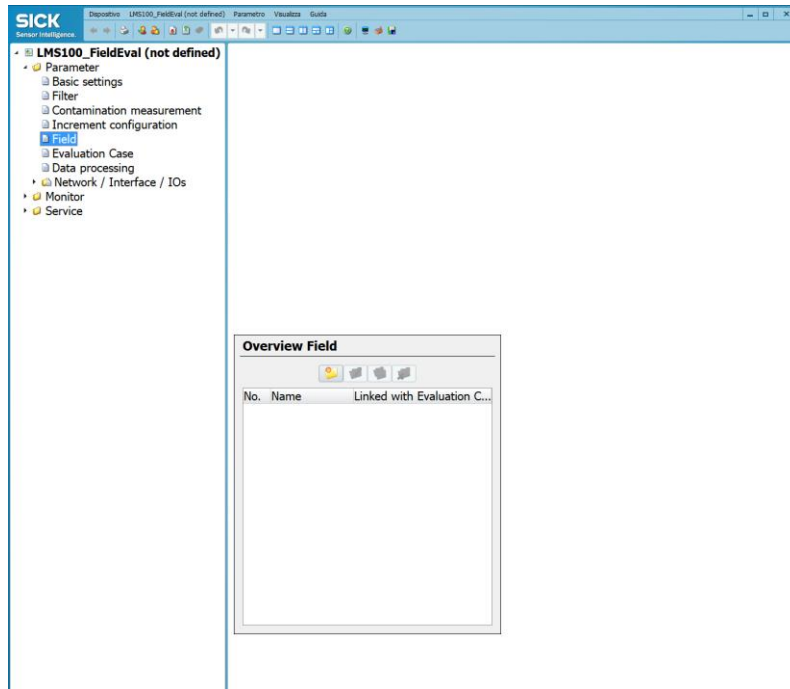 SICK
Sensor Intelligence.
Dispositivo LMS100_FieldEval (not defined) Parametro Visualizza Guida
LMS100_FieldEval (not defined)
Parameter
Basic settings
Filter
Contamination measurement
Increment configuration
Field
Evaluation Case
Data processing
Network / Interface / IOs
Monitor
Service
Overview Field
No. Name Linked with Evaluation C...